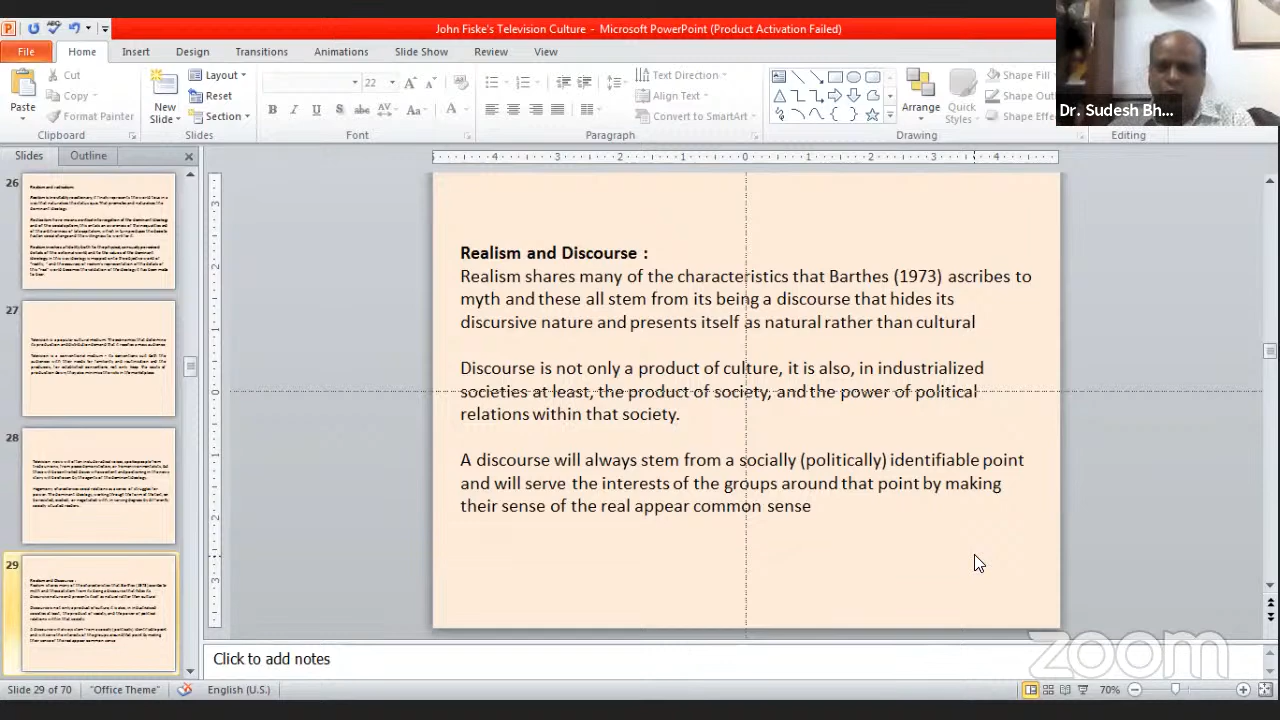 John Fiske's Television Culture - Microsoft PowerPoint (Product Activation Failed)
File Home Insert Design Transitions Animations Slide Show Review View
Paste
Cut
Copy
Format Painter
Clipboard
New Slide
Layout
Reset
Section
Slides
22
Font
Text Direction
Align Text
Convert to SmartArt
Paragraph
Arrange
Quick Styles
Shape Fill
Shape Out
Shape Effe
Drawing
Editing
Dr. Sudesh Bh...
Slides Outline
26
27
28
29
Realism and Discourse :
Realism shares many of the characteristics that Barthes (1973) ascribes to
myth and these all stem from its being a discourse that hides its
discursive nature and presents itself as natural rather than cultural
Discourse is not only a product of culture, it is also, in industrialized
societies at least, the product of society, and the power of political
relations within that society.
A discourse will always stem from a socially (politically) identifiable point
and will serve the interests of the groups around that point by making
their sense of the real appear common sense
Click to add notes
zoom
Slide 29 of 70 "Office Theme" English (U.S.) 70%